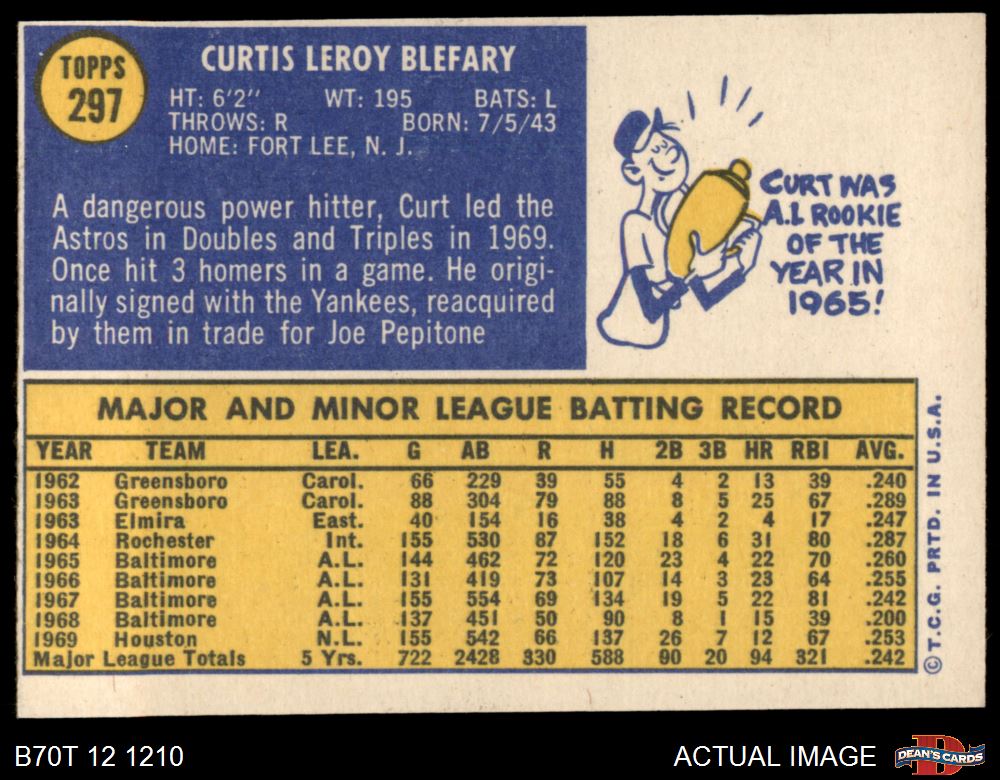 TOPPS
297
CURTIS LEROY BLEFARY
HT: 6'2" WT: 195 BATS: L
THROWS: R BORN: 7/5/43
HOME: FORT LEE, N. J.
A dangerous power hitter, Curt led the
Astros in Doubles and Triples in 1969.
Once hit 3 homers in a game. He origi-
nally signed with the Yankees, reacquired
by them in trade for Joe Pepitone
CURT WAS
A.L ROOKIE
OF THE
YEAR IN
1965!
MAJOR AND MINOR LEAGUE BATTING RECORD
YEAR TEAM LEA. G AB R H 2B 3B HR RBI AVG.
1962 Greensboro Carol. 66 229 39 55 4 2 13 39 .240
1963 Greensboro Carol. 88 304 79 88 8 5 25 67 .289
1963 Elmira East. 40 154 16 38 4 2 4 17 .247
1964 Rochester Int. 155 530 87 152 18 6 31 80 .287
1965 Baltimore A.L. 144 462 72 120 23 4 22 70 .260
1966 Baltimore A.L. 131 419 73 107 14 3 23 64 .255
1967 Baltimore A.L. 155 554 69 134 19 5 22 81 .242
1968 Baltimore A.L. 137 451 50 90 8 1 15 39 .200
1969 Houston N.L. 155 542 66 137 26 7 12 67 .253
Major League Totals 5 Yrs. 722 2428 330 588 90 20 94 321 .242
© T.C.G. PRTD. IN U.S.A.
B70T 12 1210
ACTUAL IMAGE
DEAN'S CARDS